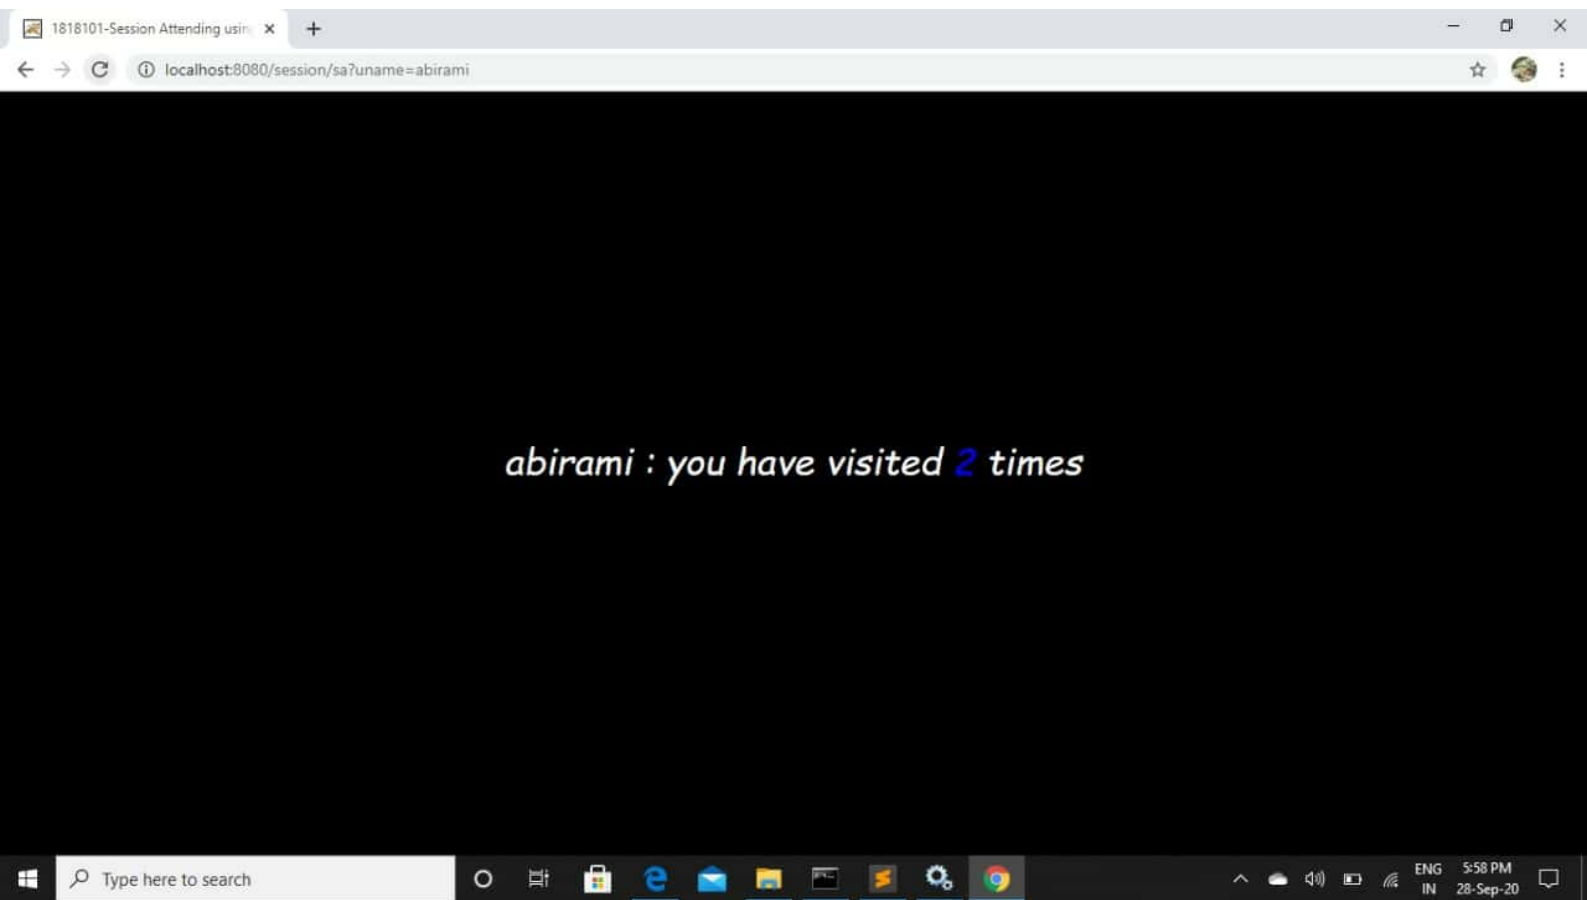 1818101-Session Attending usin
localhost:8080/session/sa?uname=abirami
abirami : you have visited 2 times
Type here to search
ENG
IN
5:58 PM
28-Sep-20